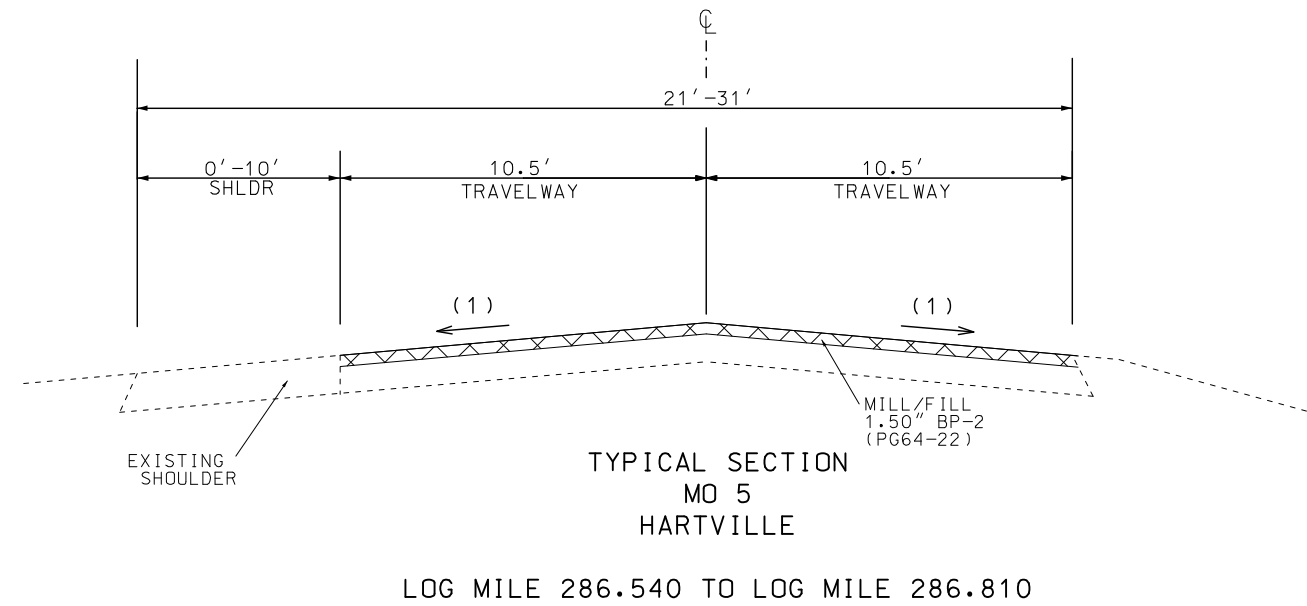 ℄
21'-31'
0'-10'
SHLDR
10.5'
TRAVELWAY
10.5'
TRAVELWAY
(1)
(1)
MILL/FILL
1.50" BP-2
(PG64-22)
EXISTING
SHOULDER
TYPICAL SECTION
MO 5
HARTVILLE
LOG MILE 286.540 TO LOG MILE 286.810